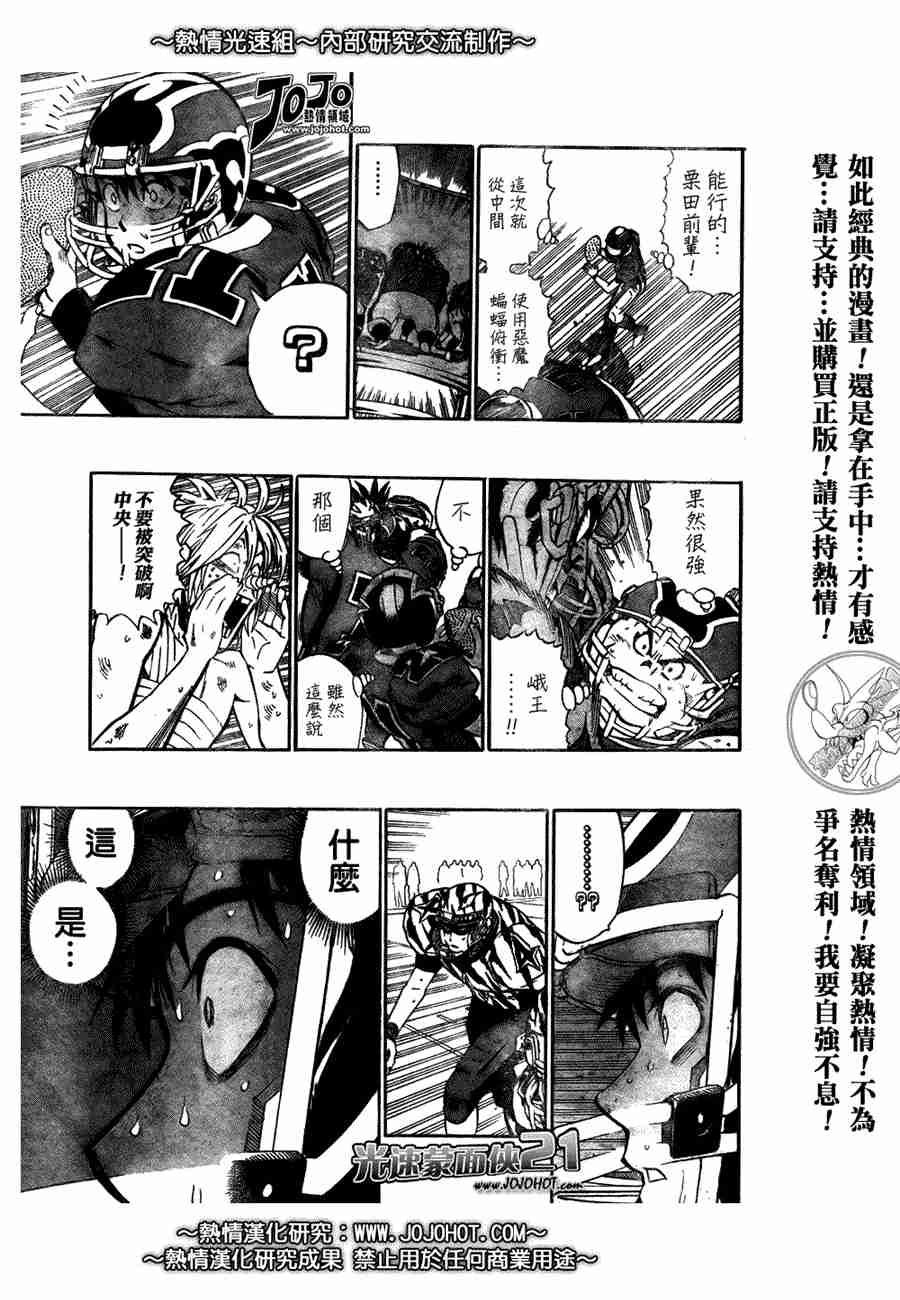 ～熱情光速組～內部研究交流制作～
JOJO
熱情領域
www.jojohot.com
能行的…
栗田前輩！
這次就
從中間
使用惡魔
蝙蝠俯衝…
……
？
果然很強
峨王
……!!
不
那個
雖然
這麼說
不要被突破啊
中央——！
………??
什麼
這
是…
光速蒙面俠21
www.JOJOHOT.com
如此經典的漫畫！還是拿在手中…才有感
覺…請支持…並購買正版！請支持熱情！
熱情領域！凝聚熱情！不為
爭名奪利！我要自強不息！
～熱情漢化研究：WWW.JOJOHOT.COM～
～熱情漢化研究成果 禁止用於任何商業用途～